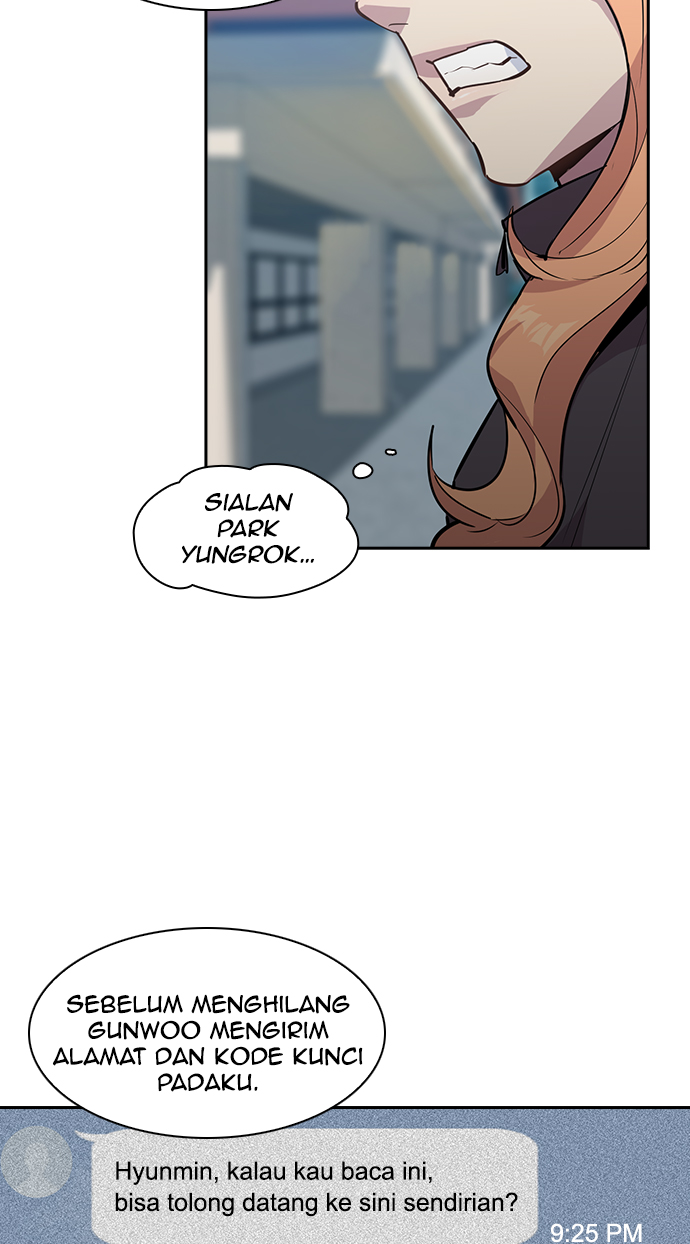 SIALAN
PARK
YUNGROK...
SEBELUM MENGHILANG
GUNWOO MENGIRIM
ALAMAT DAN KODE KUNCI
PADAKU.
Hyunmin, kalau kau baca ini,
bisa tolong datang ke sini sendirian?
9:25 PM